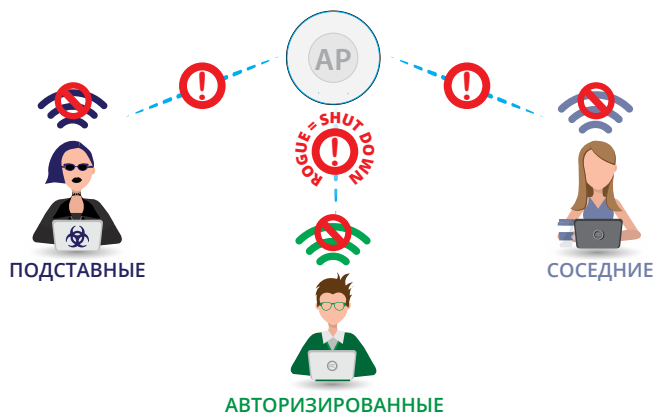 AP
ROGUE = SHUT DOWN
ПОДСТАВНЫЕ
СОСЕДНИЕ
АВТОРИЗИРОВАННЫЕ